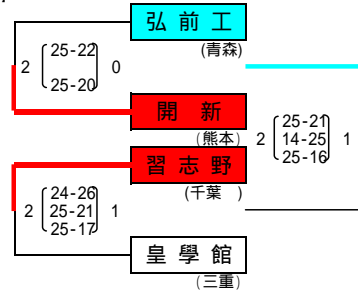 弘前工
(青森)
25-22
2 0
25-20
開新
(熊本)
25-21
2 14-25 1
25-16
習志野
(千葉 )
24-26
2 25-21 1
25-17
皇學館
(三重)